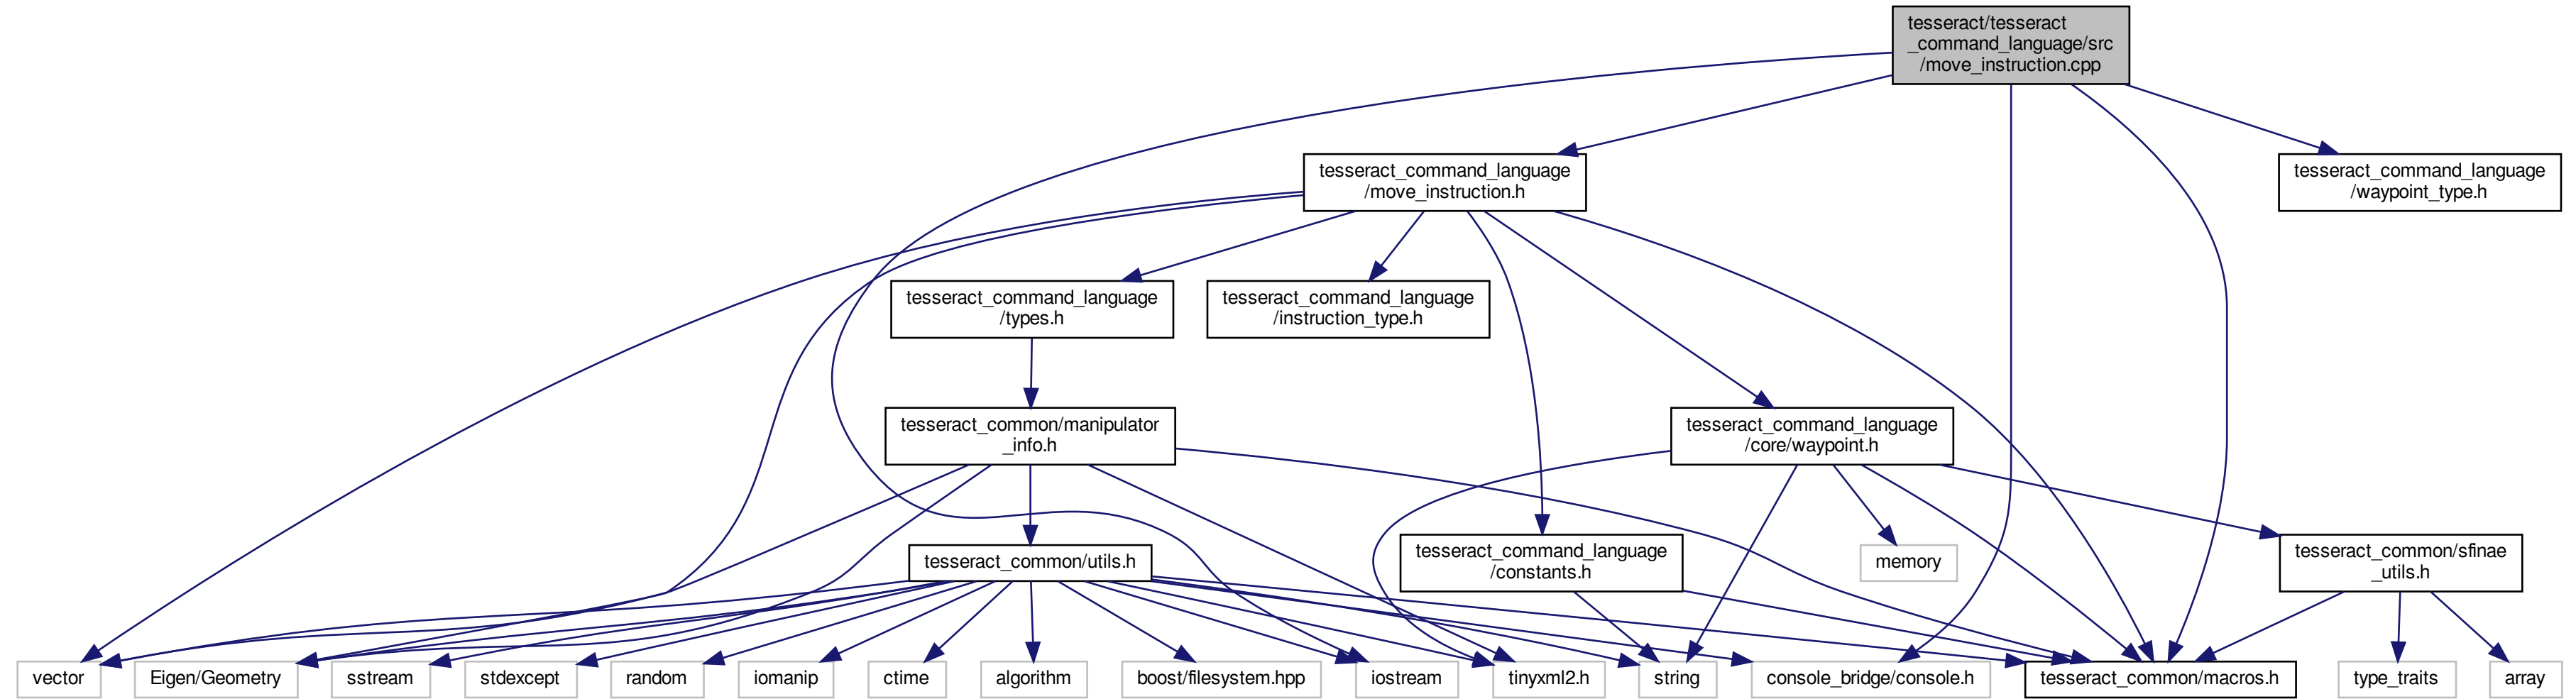 tesseract/tesseract
_command_language/src
/move_instruction.cpp
tesseract_command_language
/move_instruction.h
tesseract_command_language
/waypoint_type.h
tesseract_command_language
/types.h
tesseract_command_language
/instruction_type.h
tesseract_common/manipulator
_info.h
tesseract_command_language
/core/waypoint.h
tesseract_common/utils.h
tesseract_command_language
/constants.h
memory
tesseract_common/sfinae
_utils.h
vector
Eigen/Geometry
sstream
stdexcept
random
iomanip
ctime
algorithm
boost/filesystem.hpp
iostream
tinyxml2.h
string
console_bridge/console.h
tesseract_common/macros.h
type_traits
array